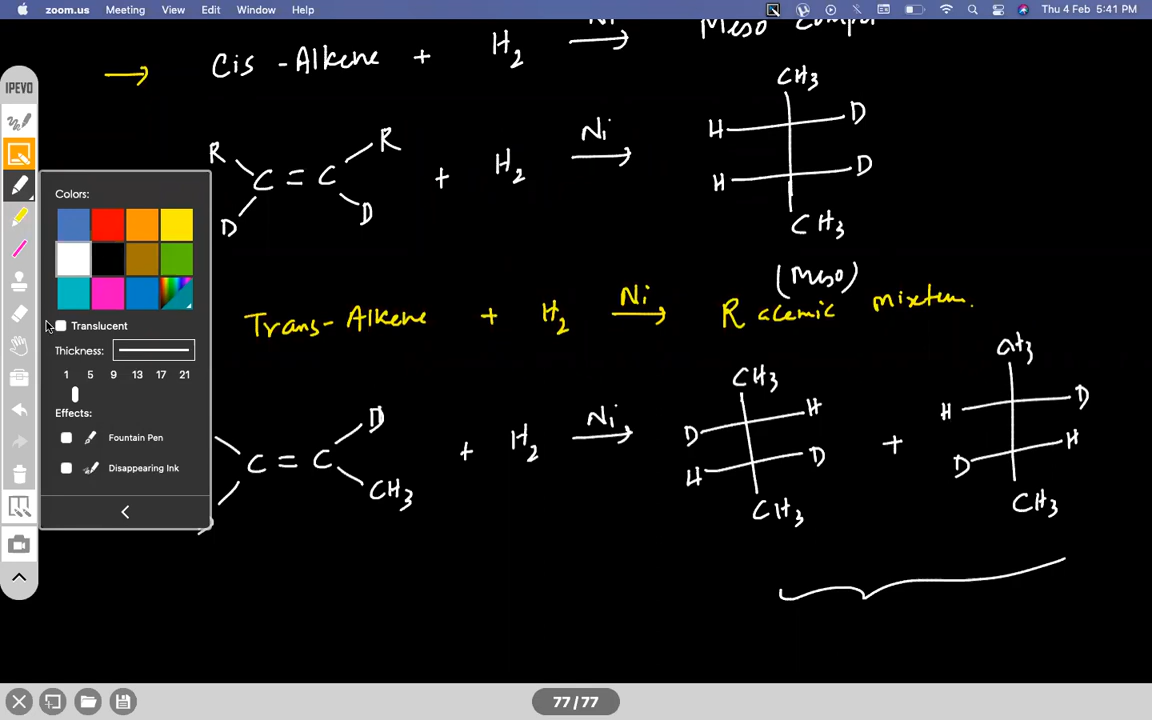 zoom.us Meeting View Edit Window Help Thu 4 Feb 5:41 PM
IPEVO
Cis - Alkene + H2 → Meso
R R C = C D D + H2 Ni → CH3 H D H D CH3
(Meso)
Colors:
Translucent
Thickness:
1 5 9 13 17 21
Effects:
Fountain Pen
Disappearing Ink
Trans- Alkene + H2 Ni → Racemic
C = C D CH3 + H2 Ni → CH3 D H H D CH3 + CH3 H D D H CH3
77/77